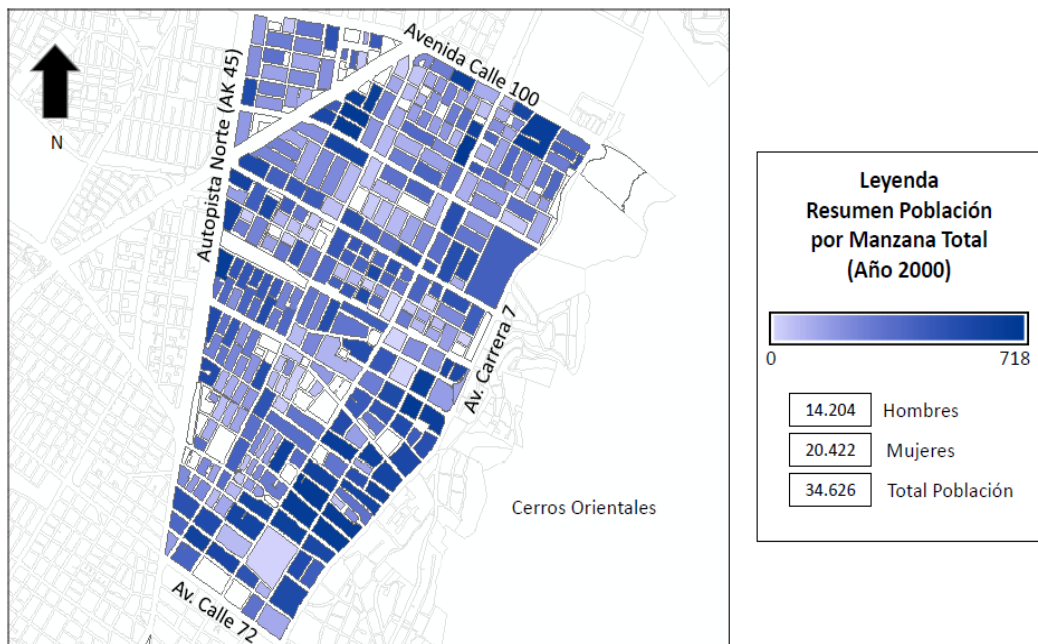 Avenida Calle 100
Autopista Norte (AK 45)
N
Av. Carrera 7
Cerros Orientales
Av. Calle 72
Leyenda
Resumen Población
por Manzana Total
(Año 2000)
0 718
14.204 Hombres
20.422 Mujeres
34.626 Total Población